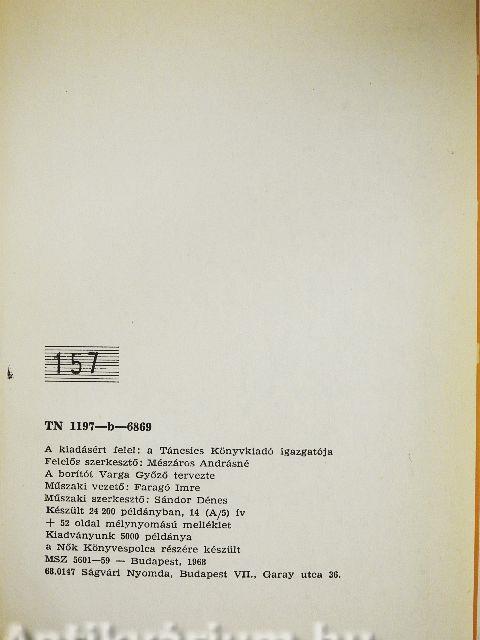 157
TN 1197—b—6869
A kiadásért felel: a Táncsics Könyvkiadó igazgatója
Felelős szerkesztő: Mészáros Andrásné
A borítót Varga Győző tervezte
Műszaki vezető: Faragó Imre
Műszaki szerkesztő: Sándor Dénes
Készült 24 200 példányban, 14 (A/5) ív
+ 52 oldal mélynyomású melléklet
Kiadványunk 5000 példánya
a Nők Könyvespolca részére készült
MSZ 5601—59 — Budapest, 1968
68.0147 Ságvári Nyomda, Budapest VII., Garay utca 36.
Antikvárium.hu